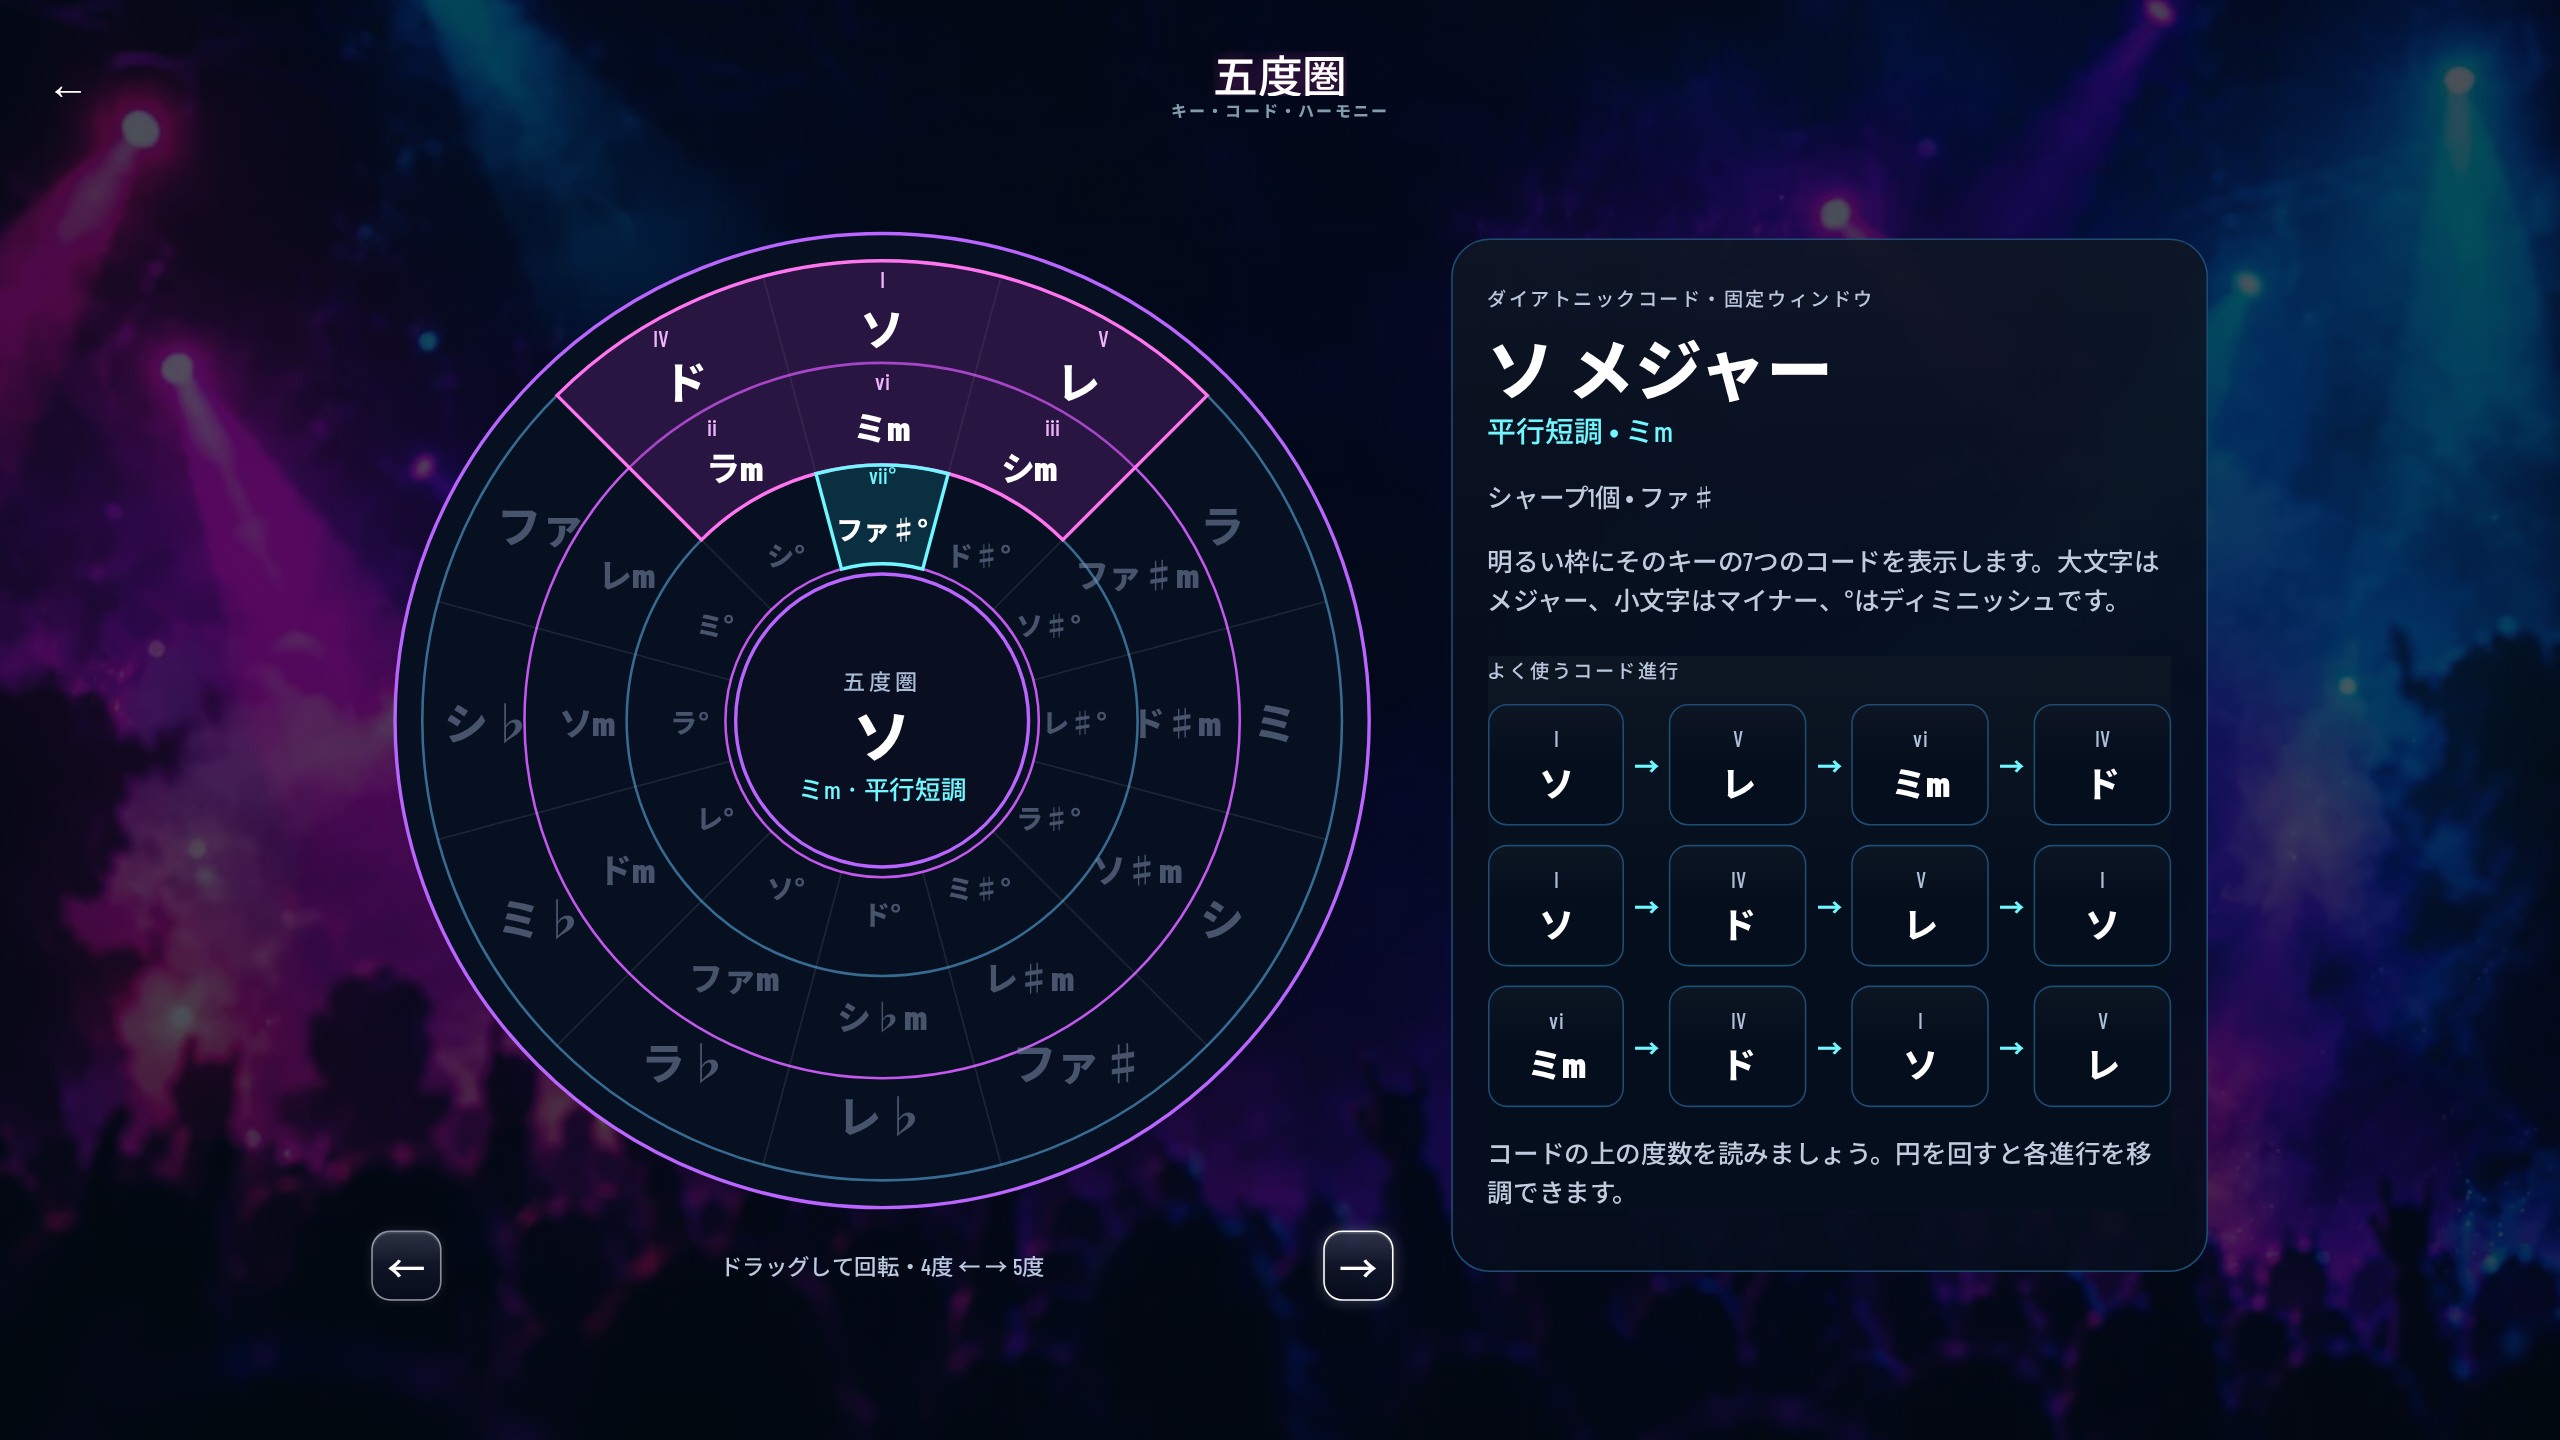 ←
五度圏
キー・コード・ハーモニー
I
ソ
IV
ド
V
レ
vi
ミm
ii
ラm
iii
シm
vii°
ファ♯°
ファ
ラ
レm
ファ♯m
シ°
ド♯°
ミ°
ソ♯°
シ♭
ソm
ラ°
レ♯°
ド♯m
ミ
五度圏
ソ
ミm · 平行短調
レ°
ラ♯°
ドm
ソ♯m
ミ♭
シ
ソ°
ミ♯°
ド°
ファm
レ♯m
シ♭m
ラ♭
ファ♯
レ♭
←
ドラッグして回転・4度 ← → 5度
→
ダイアトニックコード・固定ウィンドウ
ソ メジャー
平行短調 • ミm
シャープ1個 • ファ♯
明るい枠にそのキーの7つのコードを表示します。大文字は
メジャー、小文字はマイナー、°はディミニッシュです。
よく使うコード進行
I → V → vi → IV
ソ レ ミm ド
I → IV → V → I
ソ ド レ ソ
vi → IV → I → V
ミm ド ソ レ
コードの上の度数を読みましょう。円を回すと各進行を移
調できます。